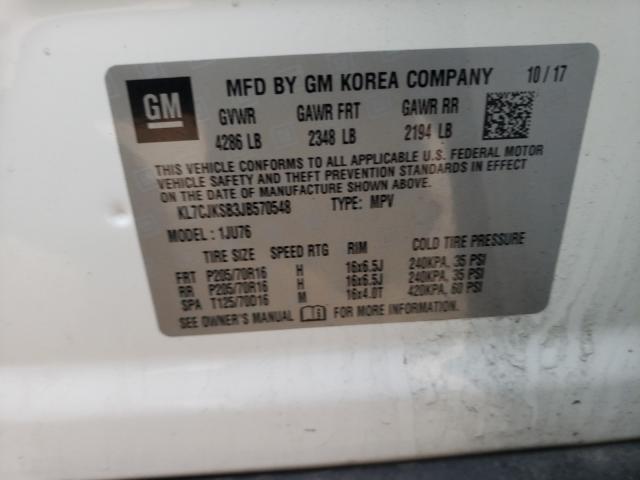 GM
MFD BY GM KOREA COMPANY 10/17
GVWR GAWR FRT GAWR RR
4286 LB 2348 LB 2194 LB
THIS VEHICLE CONFORMS TO ALL APPLICABLE U.S. FEDERAL MOTOR
VEHICLE SAFETY AND THEFT PREVENTION STANDARDS IN EFFECT
ON THE DATE OF MANUFACTURE SHOWN ABOVE.
KL7CJKSB3JB570548 TYPE: MPV
MODEL: 1JU76
TIRE SIZE SPEED RTG RIM COLD TIRE PRESSURE
FRT P205/70R16 H 16x6.5J 240KPA, 35 PSI
RR P205/70R16 H 16x6.5J 240KPA, 35 PSI
SPA T125/70D16 M 16x4.0T 420KPA, 60 PSI
SEE OWNER'S MANUAL FOR MORE INFORMATION.